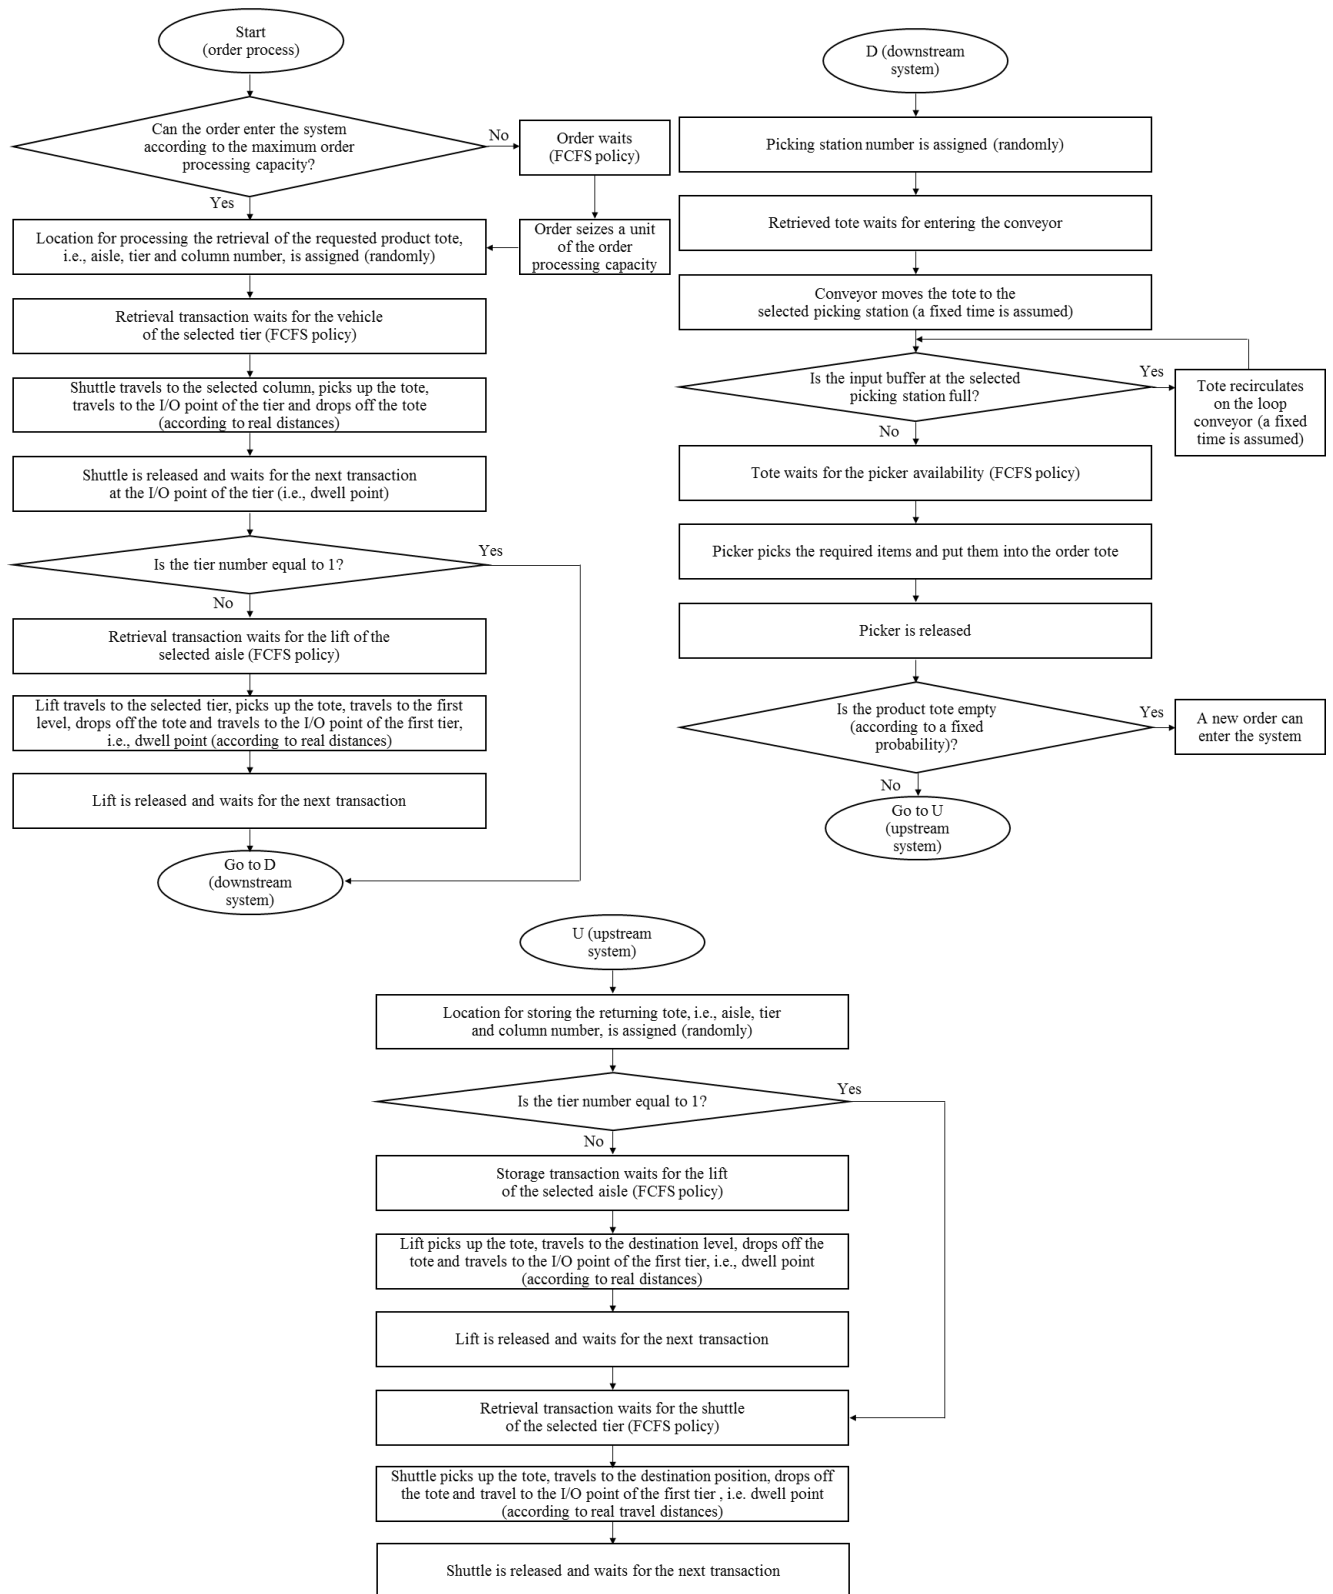 Start
(order process)
Can the order enter the system
according to the maximum order
processing capacity?
No
Order waits
(FCFS policy)
Yes
Order seizes a unit
of the order
processing capacity
Location for processing the retrieval of the requested product tote,
i.e., aisle, tier and column number, is assigned (randomly)
Retrieval transaction waits for the vehicle
of the selected tier (FCFS policy)
Shuttle travels to the selected column, picks up the tote,
travels to the I/O point of the tier and drops off the tote
(according to real distances)
Shuttle is released and waits for the next transaction
at the I/O point of the tier (i.e., dwell point)
Is the tier number equal to 1?
Yes
No
Retrieval transaction waits for the lift of the
selected aisle (FCFS policy)
Lift travels to the selected tier, picks up the tote, travels to the first
level, drops off the tote and travels to the I/O point of the first tier,
i.e., dwell point (according to real distances)
Lift is released and waits for the next transaction
Go to D
(downstream
system)
D (downstream
system)
Picking station number is assigned (randomly)
Retrieved tote waits for entering the conveyor
Conveyor moves the tote to the
selected picking station (a fixed time is assumed)
Is the input buffer at the selected
picking station full?
Yes
Tote recirculates
on the loop
conveyor (a fixed
time is assumed)
No
Tote waits for the picker availability (FCFS policy)
Picker picks the required items and put them into the order tote
Picker is released
Is the product tote empty
(according to a fixed
probability)?
Yes
A new order can
enter the system
No
Go to U
(upstream
system)
U (upstream
system)
Location for storing the returning tote, i.e., aisle, tier
and column number, is assigned (randomly)
Is the tier number equal to 1?
Yes
No
Storage transaction waits for the lift
of the selected aisle (FCFS policy)
Lift picks up the tote, travels to the destination level, drops off the
tote and travels to the I/O point of the first tier, i.e., dwell point
(according to real distances)
Lift is released and waits for the next transaction
Retrieval transaction waits for the shuttle
of the selected tier (FCFS policy)
Shuttle picks up the tote, travels to the destination position, drops off
the tote and travel to the I/O point of the first tier , i.e. dwell point
(according to real travel distances)
Shuttle is released and waits for the next transaction